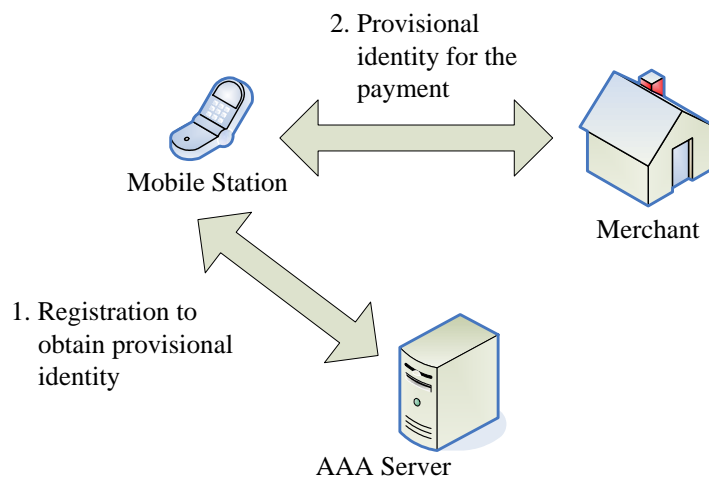 2. Provisional
identity for the
payment
Mobile Station
Merchant
1. Registration to
obtain provisional
identity
AAA Server